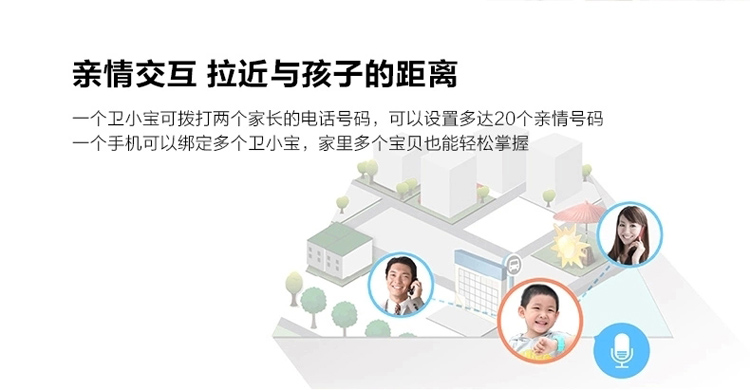 亲情交互 拉近与孩子的距离
一个卫小宝可拨打两个家长的电话号码，可以设置多达20个亲情号码
一个手机可以绑定多个卫小宝，家里多个宝贝也能轻松掌握